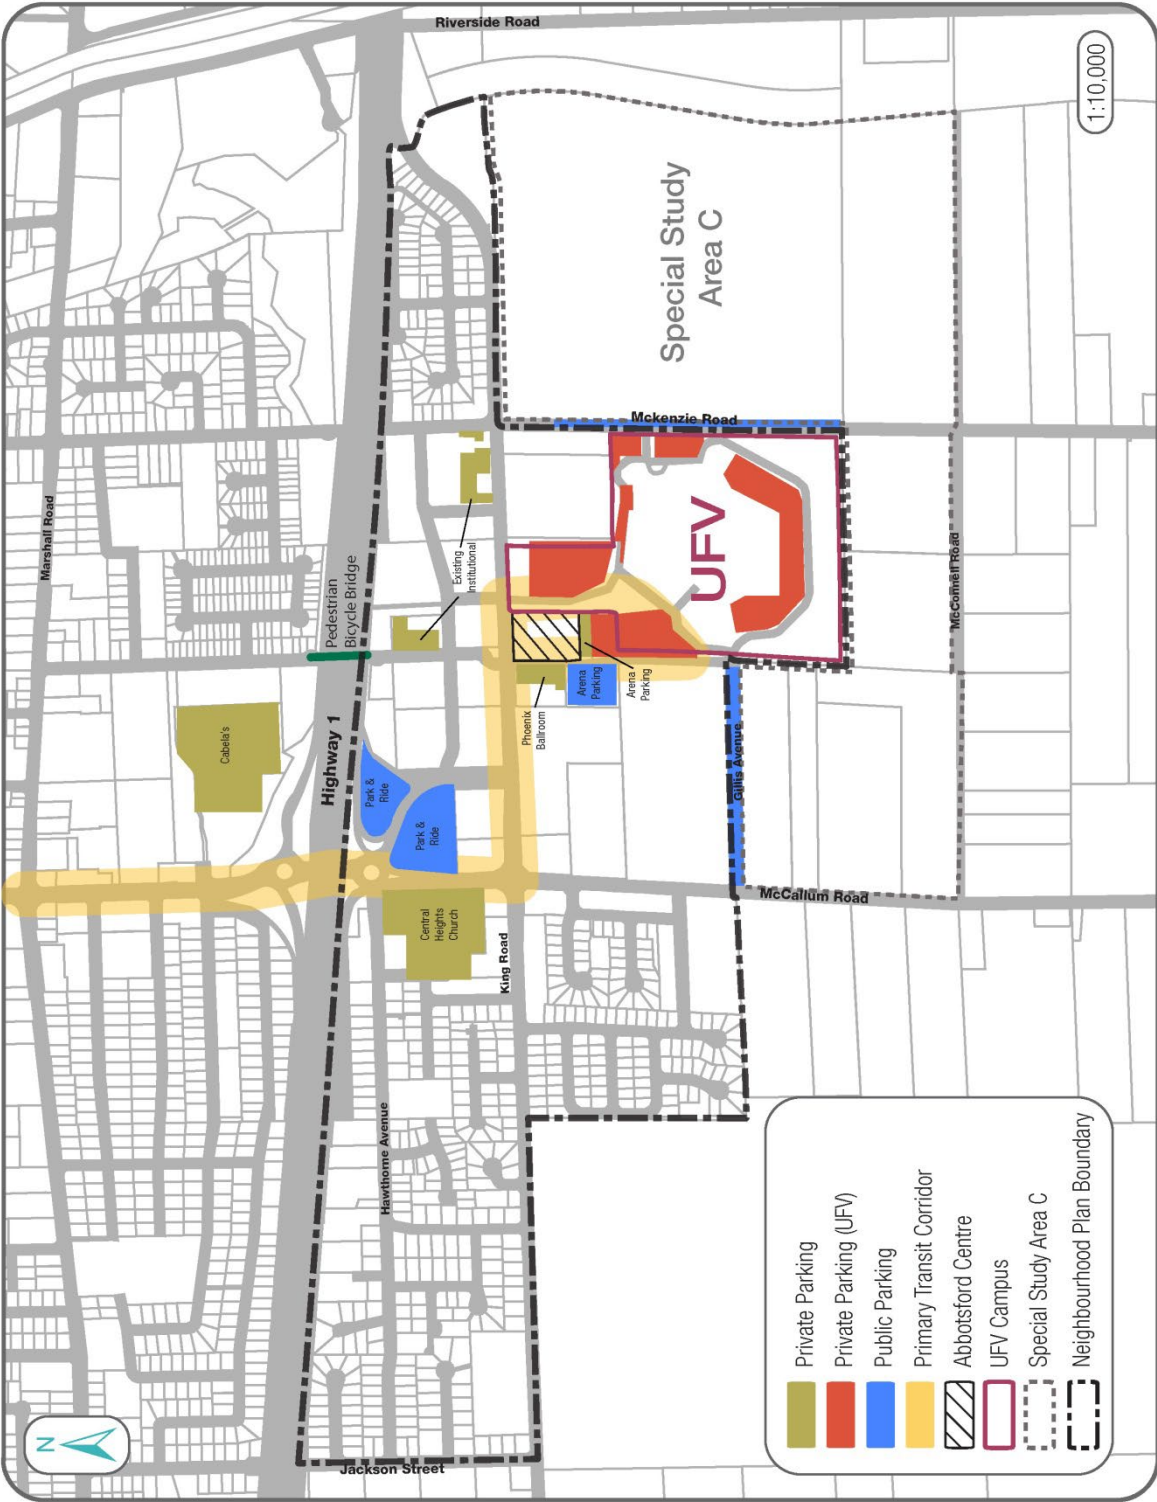 Riverside Road
1:10,000
Special Study
Area C
Mckenzie Road
Marshall Road
UFV
McConnell Road
Existing
Institutional
Pedestrian
Bicycle Bridge
Arena
Parking
Arena
Parking
Phoenix
Ballroom
Cabela's
Highway 1
Park &
Ride
Park &
Ride
Gillis Avenue
McCallum Road
Central
Heights
Church
King Road
Hawthorne Avenue
Jackson Street
N
Private Parking
Private Parking (UFV)
Public Parking
Primary Transit Corridor
Abbotsford Centre
UFV Campus
Special Study Area C
Neighbourhood Plan Boundary